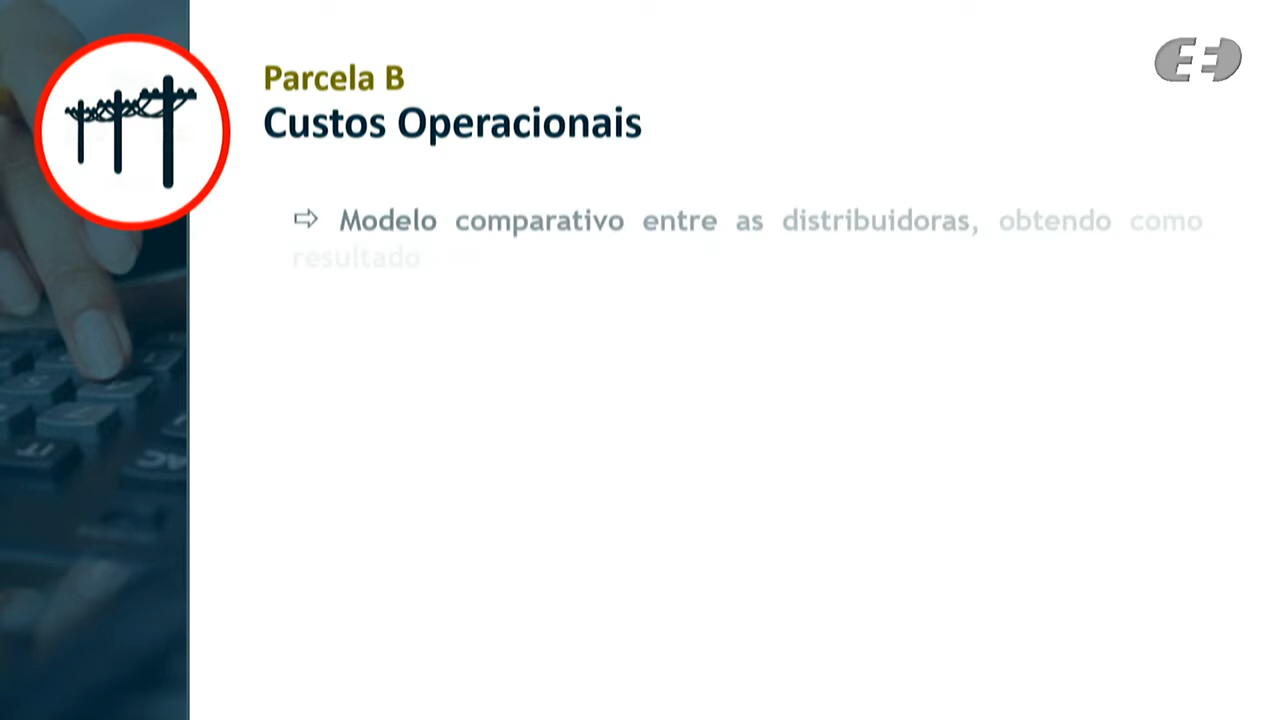 Parcela B
Custos Operacionais
⇨ Modelo comparativo entre as distribuidoras, obtendo como
resultado